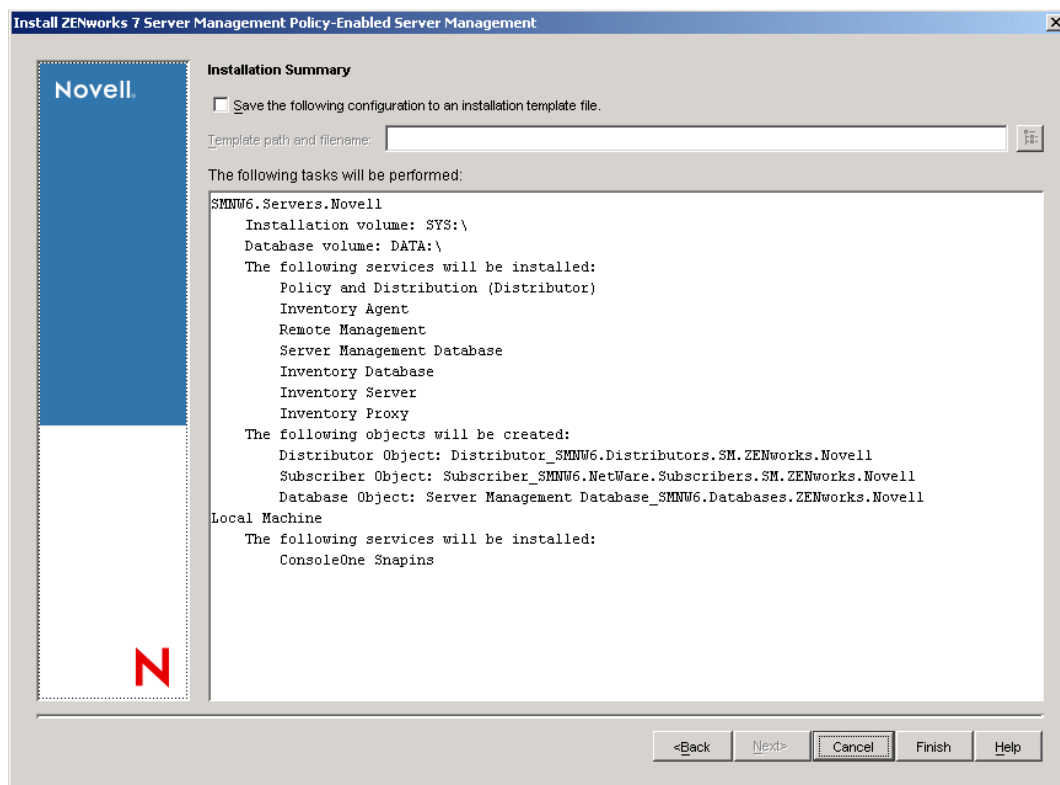 Install ZENworks 7 Server Management Policy-Enabled Server Management
Novell.
Installation Summary
Save the following configuration to an installation template file.
Template path and filename:
The following tasks will be performed:
SMNW6.Servers.Novell
Installation volume: SYS:\
Database volume: DATA:\
The following services will be installed:
Policy and Distribution (Distributor)
Inventory Agent
Remote Management
Server Management Database
Inventory Database
Inventory Server
Inventory Proxy
The following objects will be created:
Distributor Object: Distributor_SMNW6.Distributors.SM.ZENworks.Novell
Subscriber Object: Subscriber_SMNW6.NetWare.Subscribers.SM.ZENworks.Novell
Database Object: Server Management Database_SMNW6.Databases.ZENworks.Novell
Local Machine
The following services will be installed:
ConsoleOne Snapins
N
<Back Next> Cancel Finish Help